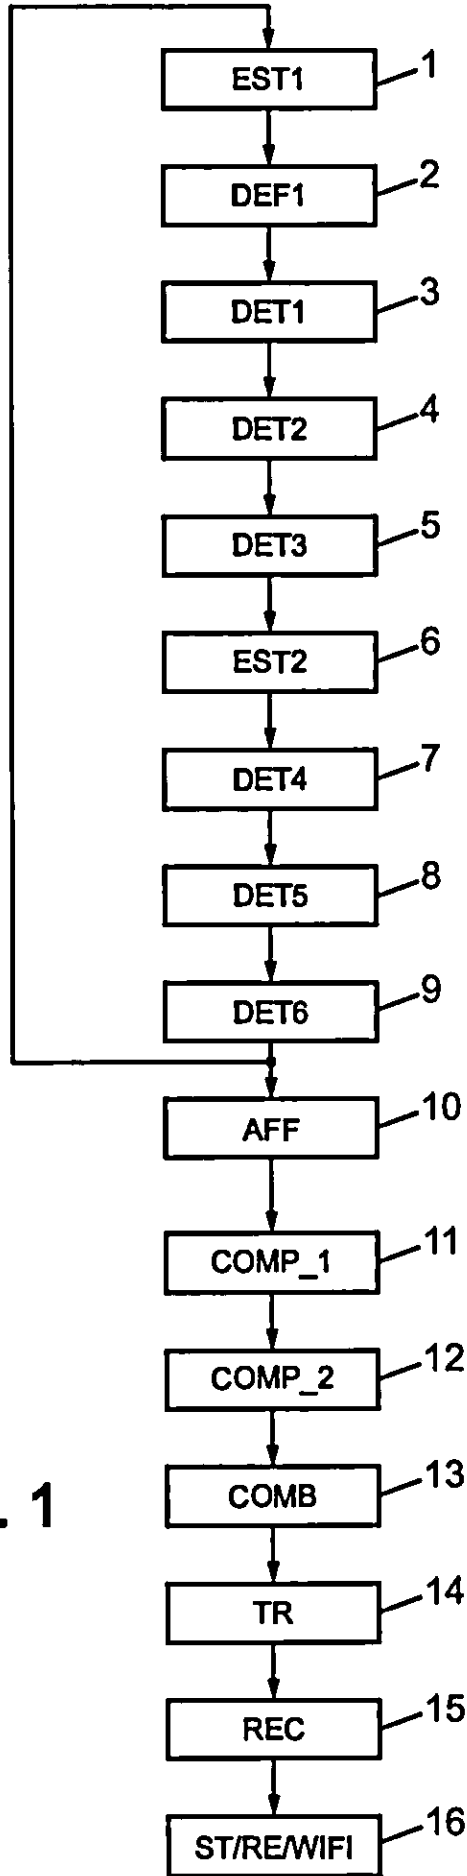 EST1 1
DEF1 2
DET1 3
DET2 4
DET3 5
EST2 6
DET4 7
DET5 8
DET6 9
AFF 10
COMP_1 11
COMP_2 12
COMB 13
. 1
TR 14
REC 15
ST/RE/WIFI 16